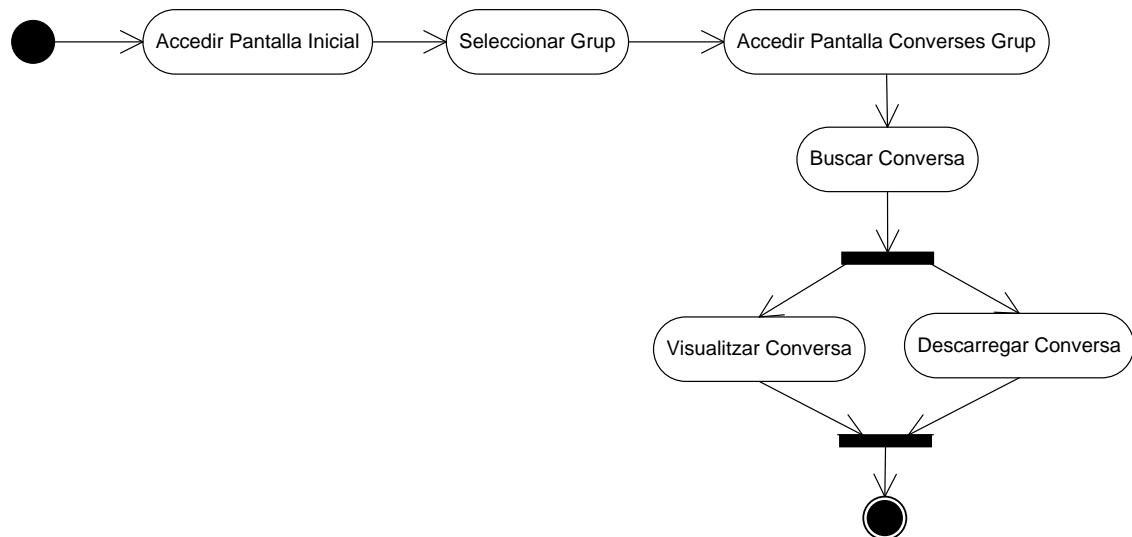 Accedir Pantalla Inicial
Seleccionar Grup
Accedir Pantalla Converses Grup
Buscar Conversa
Visualitzar Conversa
Descarregar Conversa